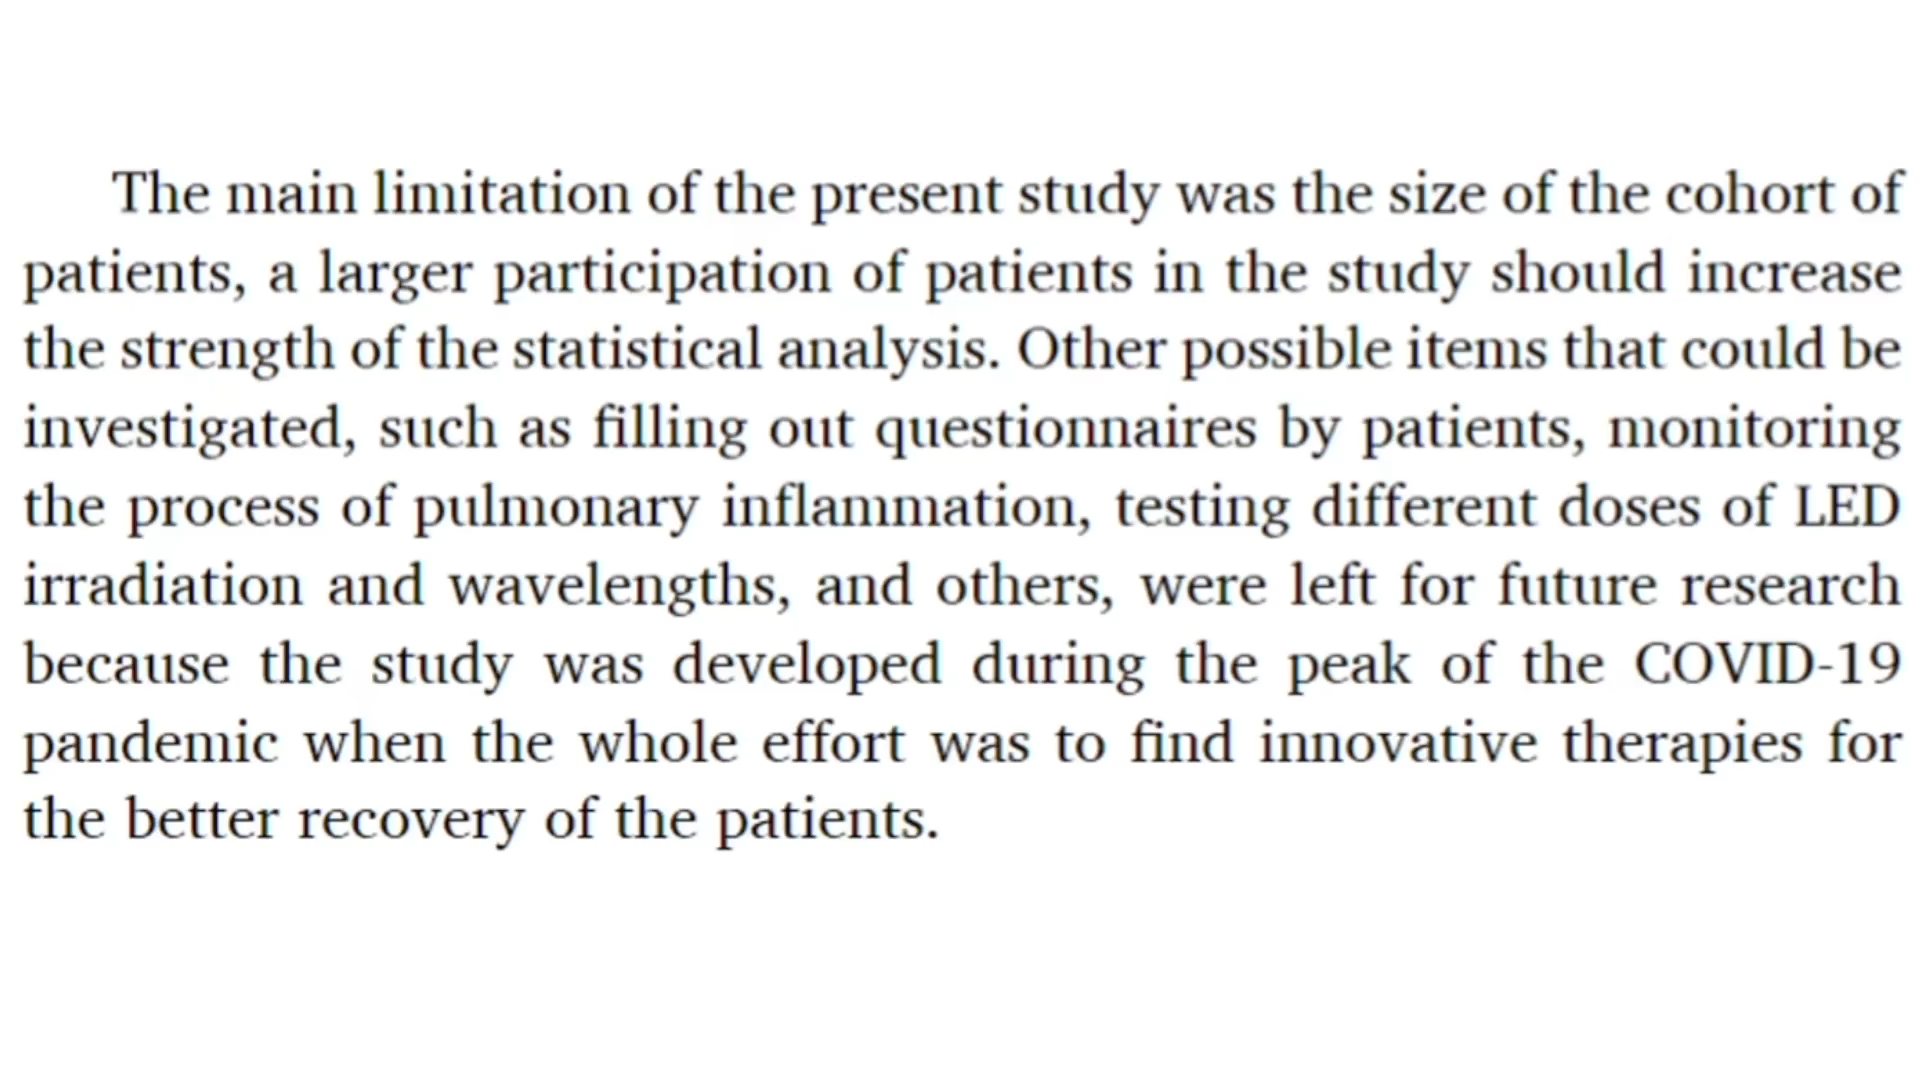 The main limitation of the present study was the size of the cohort of
patients, a larger participation of patients in the study should increase
the strength of the statistical analysis. Other possible items that could be
investigated, such as filling out questionnaires by patients, monitoring
the process of pulmonary inflammation, testing different doses of LED
irradiation and wavelengths, and others, were left for future research
because the study was developed during the peak of the COVID-19
pandemic when the whole effort was to find innovative therapies for
the better recovery of the patients.